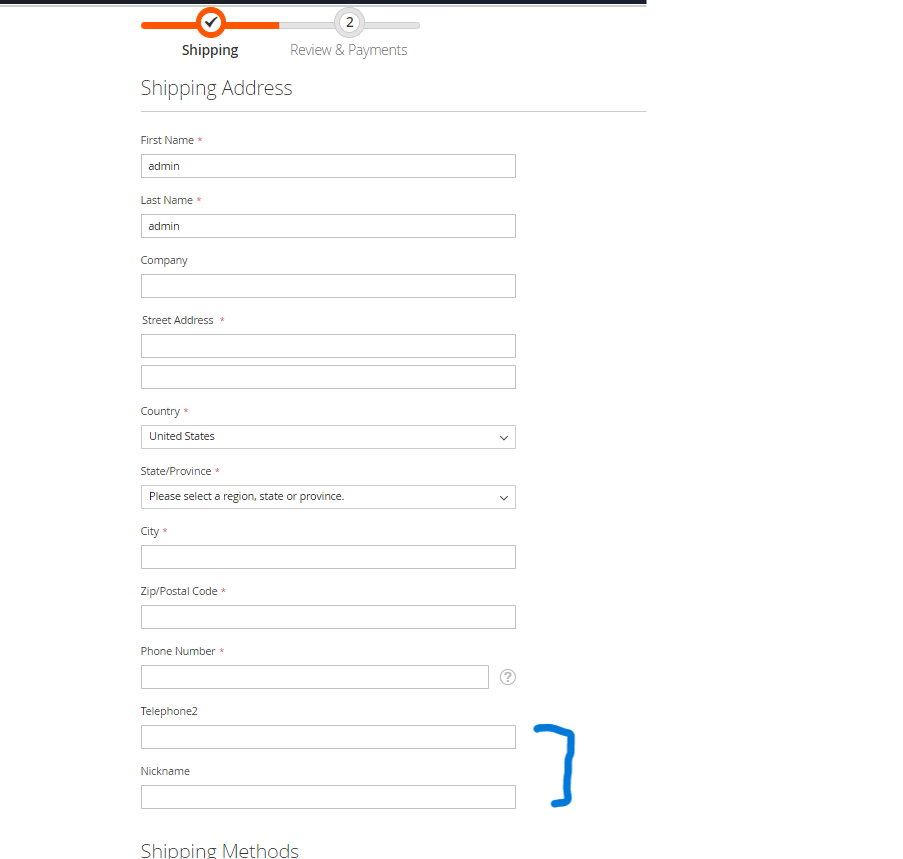 2
Shipping
Review & Payments
Shipping Address
First Name *
admin
Last Name *
admin
Company
Street Address *
Country *
United States
State/Province *
Please select a region, state or province.
City *
Zip/Postal Code *
Phone Number *
?
Telephone2
Nickname
Shipping Methods